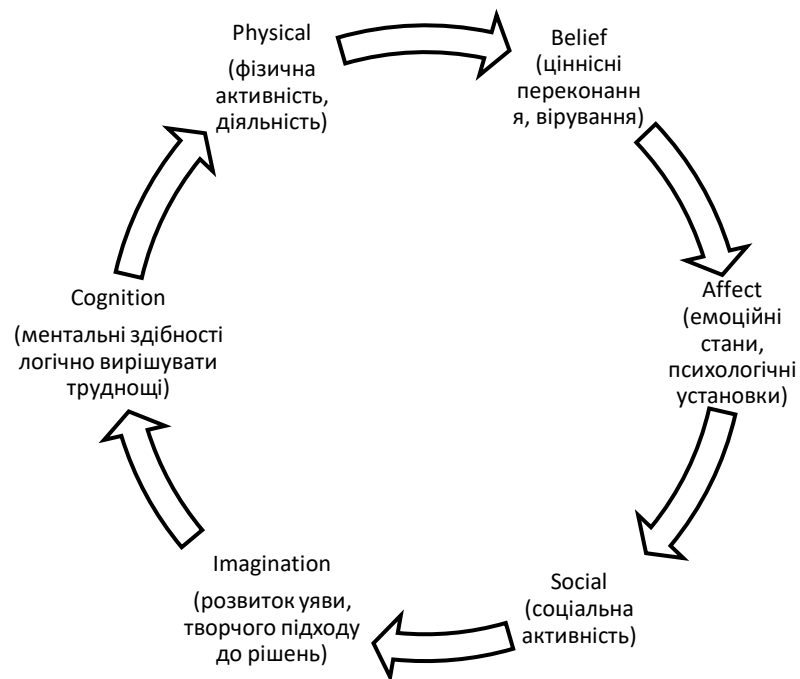 Physical
(фізична
активність,
діяльність)
Belief
(ціннісні
переконанн
я, вірування)
Affect
(емоційні
стани,
психологічні
установки)
Social
(соціальна
активність)
Imagination
(розвиток уяви,
творчого підходу
до рішень)
Cognition
(ментальні здібності
логічно вирішувати
труднощі)